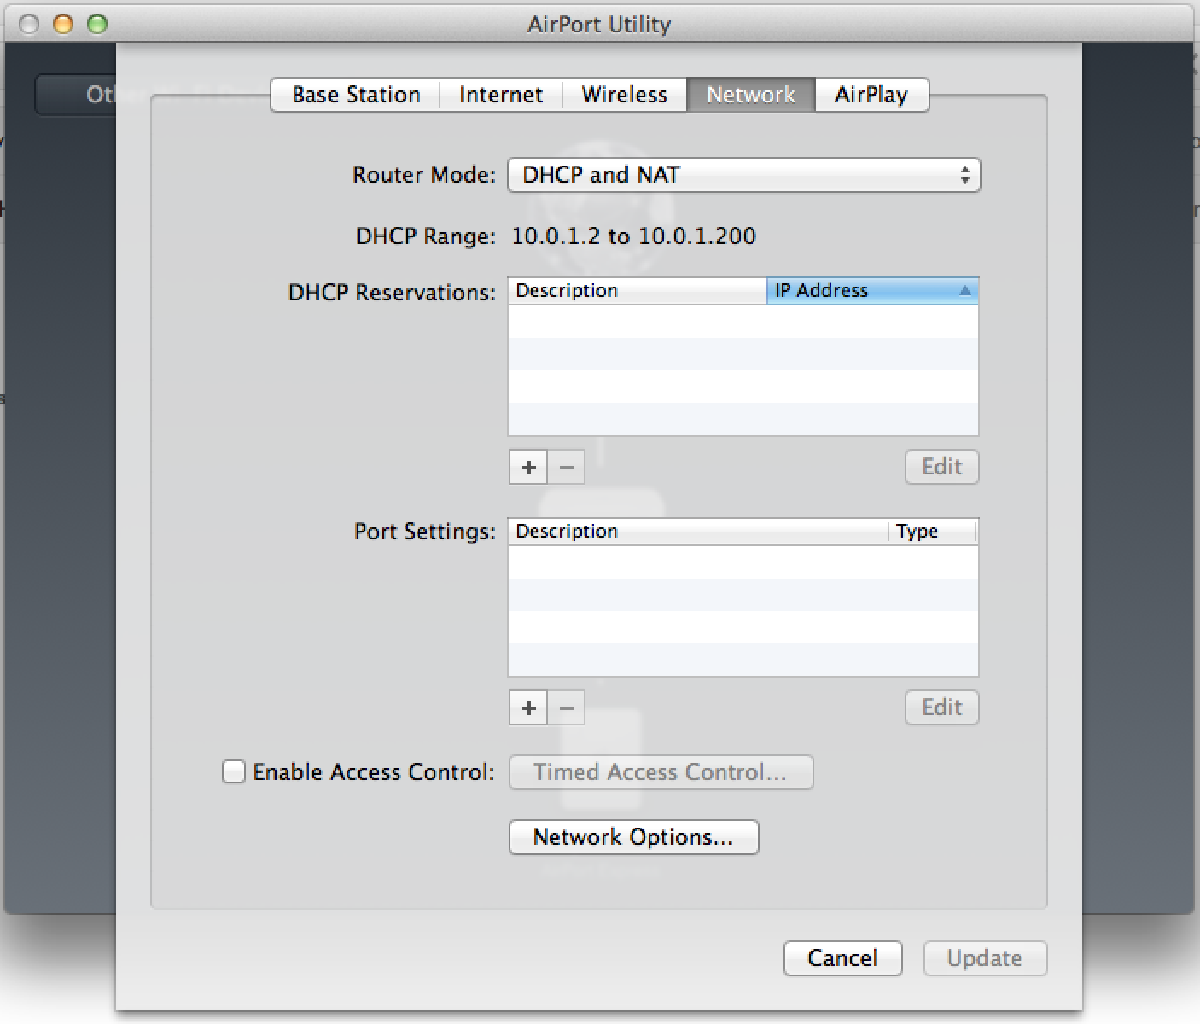 AirPort Utility
Base Station Internet Wireless Network AirPlay
Router Mode: DHCP and NAT
DHCP Range: 10.0.1.2 to 10.0.1.200
DHCP Reservations: Description IP Address
+ − Edit
Port Settings: Description Type
+ − Edit
Enable Access Control: Timed Access Control...
Network Options...
Cancel Update